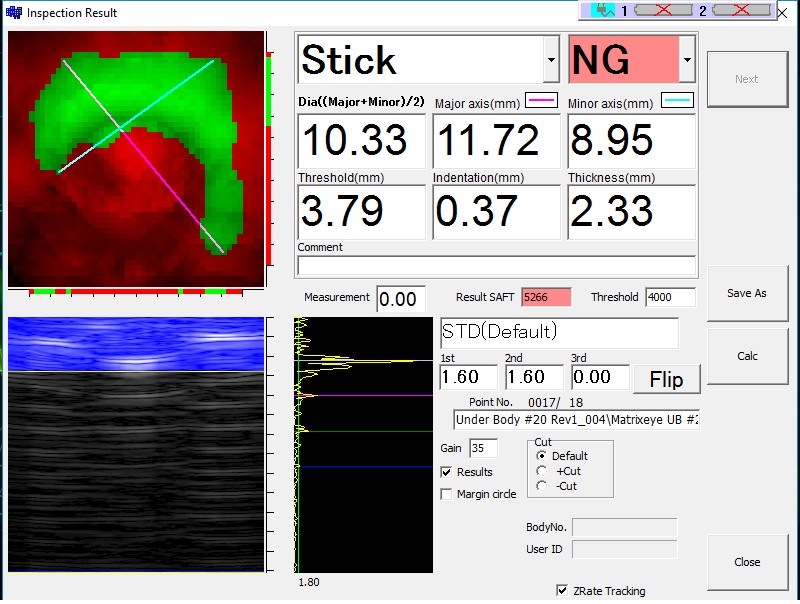 Inspection Result
1 2
Stick NG
Next
Dia((Major+Minor)/2) Major axis(mm) Minor axis(mm)
10.33 11.72 8.95
Threshold(mm) Indentation(mm) Thickness(mm)
3.79 0.37 2.33
Comment
Measurement 0.00 Result SAFT 5266 Threshold 4000
Save As
STD(Default)
1st 2nd 3rd
1.60 1.60 0.00 Flip
Calc
Point No. 0017/ 18
Under Body #20 Rev1_004\Matrixeye UB #2
Gain 35
Cut
Default
Results
+Cut
-Cut
Margin circle
BodyNo.
User ID
Close
1.80
ZRate Tracking